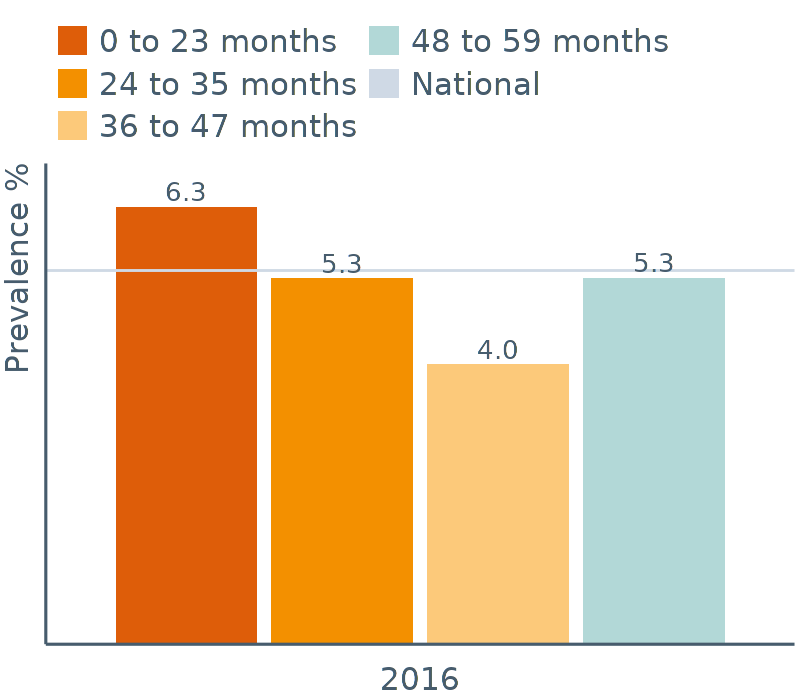 0 to 23 months
24 to 35 months
36 to 47 months
48 to 59 months
National
Prevalence %
6.3
5.3
4.0
5.3
2016